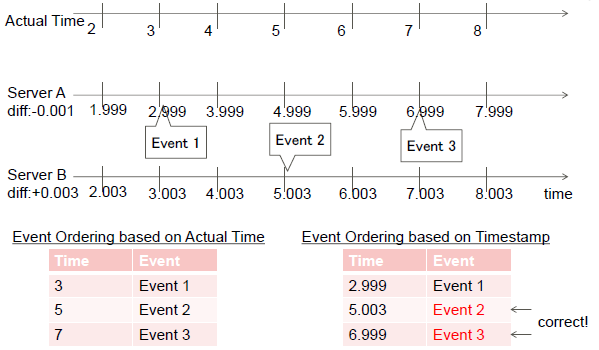 Actual Time
2 3 4 5 6 7 8
Server A
diff:-0.001 1.999 2.999 3.999 4.999 5.999 6.999 7.999
Event 1 Event 2 Event 3
Server B
diff:+0.003 2.003 3.003 4.003 5.003 6.003 7.003 8.003 time
Event Ordering based on Actual Time
Time Event
3 Event 1
5 Event 2
7 Event 3
Event Ordering based on Timestamp
Time Event
2.999 Event 1
5.003 Event 2
6.999 Event 3
correct!